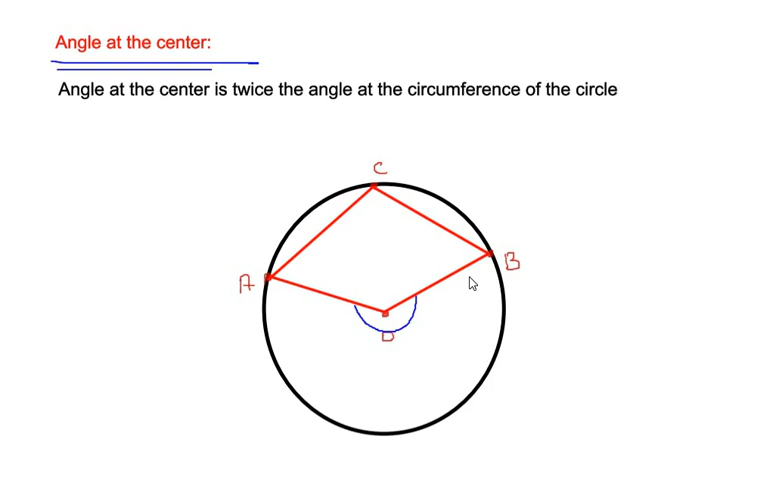 Angle at the center:
Angle at the center is twice the angle at the circumference of the circle
C
A
B
D